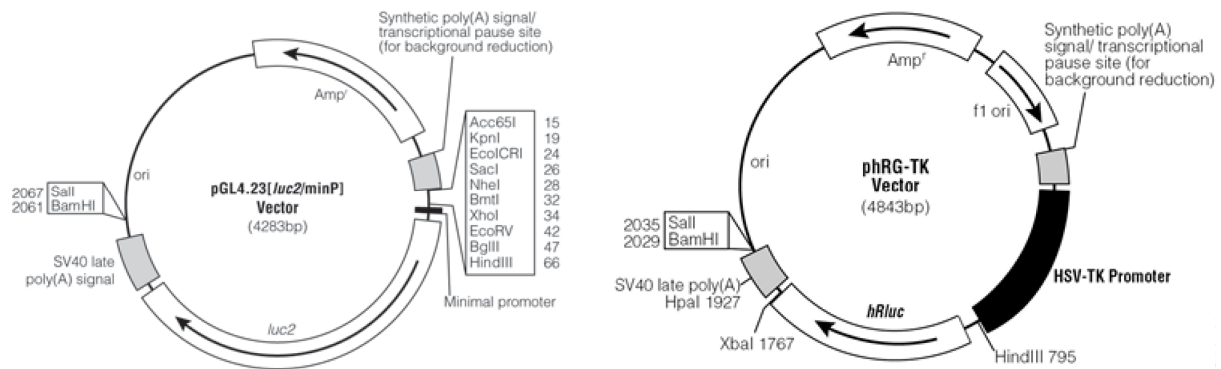 Synthetic poly(A) signal/
transcriptional pause site
(for background reduction)
Ampʳ
Acc65I 15
KpnI 19
EcoICRI 24
SacI 26
NheI 28
BmtI 32
XhoI 34
EcoRV 42
BglII 47
HindIII 66
ori
pGL4.23[luc2/minP]
Vector
(4283bp)
2067 SalI
2061 BamHI
SV40 late
poly(A) signal
Minimal promoter
luc2
Synthetic poly(A)
signal/ transcriptional
pause site (for
background reduction)
Ampʳ
f1 ori
ori
phRG-TK
Vector
(4843bp)
2035 SalI
2029 BamHI
SV40 late poly(A)
HpaI 1927
HSV-TK Promoter
hRluc
XbaI 1767
HindIII 795